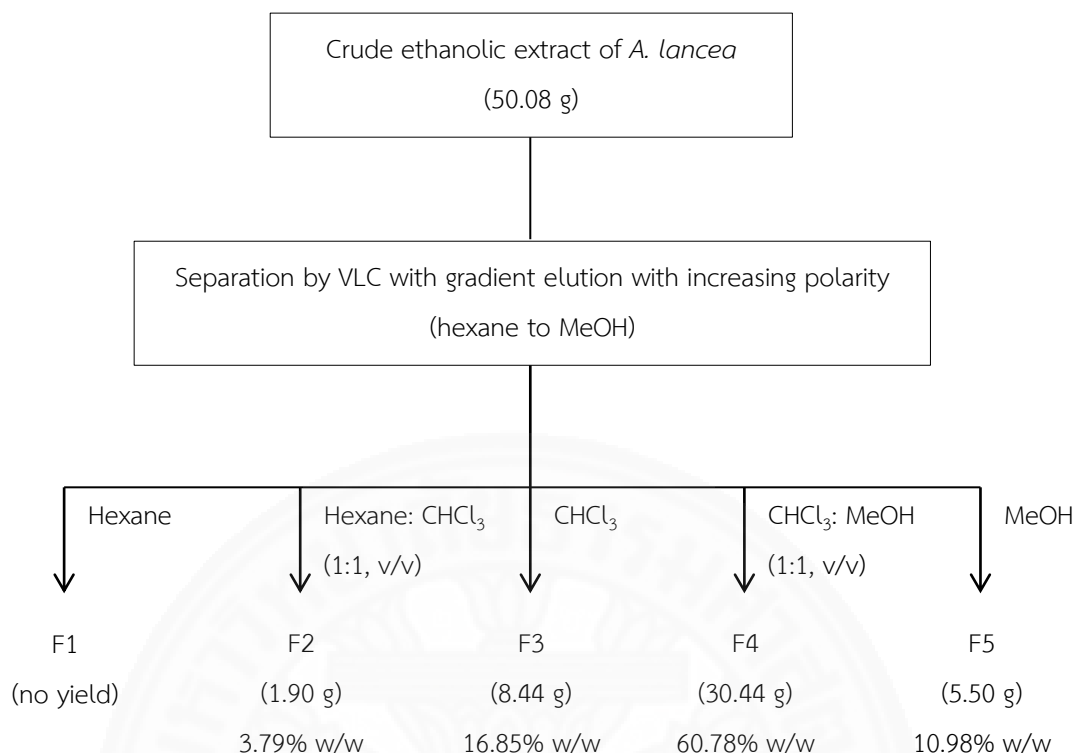 Crude ethanolic extract of A. lancea
(50.08 g)
Separation by VLC with gradient elution with increasing polarity
(hexane to MeOH)
Hexane
Hexane: CHCl₃
(1:1, v/v)
CHCl₃
CHCl₃: MeOH
(1:1, v/v)
MeOH
F1
(no yield)
F2
(1.90 g)
3.79% w/w
F3
(8.44 g)
16.85% w/w
F4
(30.44 g)
60.78% w/w
F5
(5.50 g)
10.98% w/w